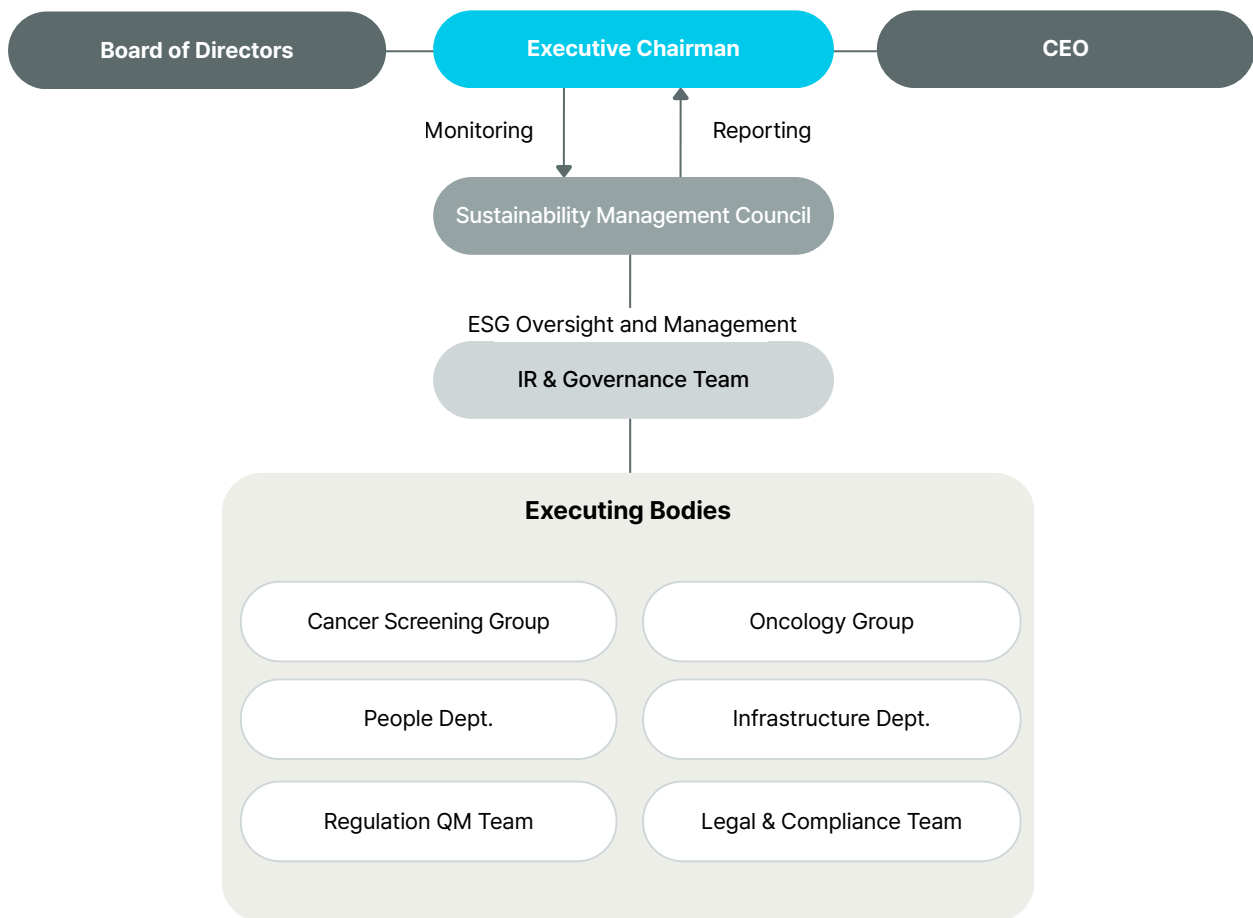 Board of Directors
Executive Chairman
CEO
Monitoring
Reporting
Sustainability Management Council
ESG Oversight and Management
IR & Governance Team
Executing Bodies
Cancer Screening Group
Oncology Group
People Dept.
Infrastructure Dept.
Regulation QM Team
Legal & Compliance Team